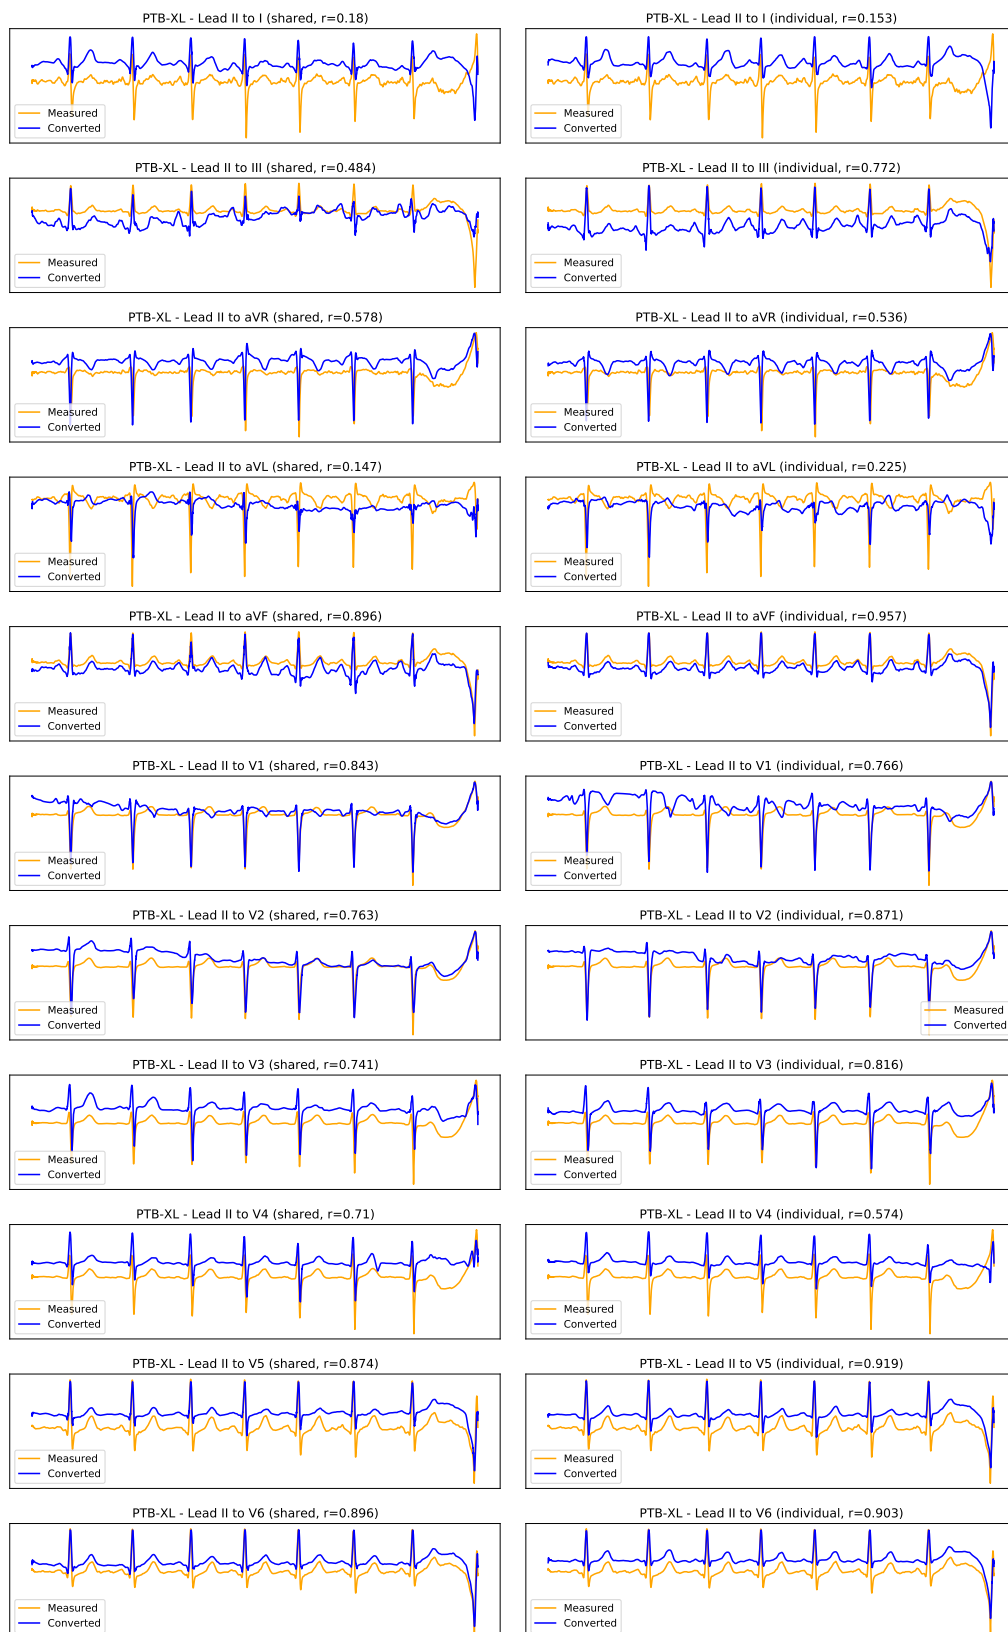 PTB-XL - Lead II to I (shared, r=0.18)
Measured
Converted
PTB-XL - Lead II to I (individual, r=0.153)
Measured
Converted
PTB-XL - Lead II to III (shared, r=0.484)
Measured
Converted
PTB-XL - Lead II to III (individual, r=0.772)
Measured
Converted
PTB-XL - Lead II to aVR (shared, r=0.578)
Measured
Converted
PTB-XL - Lead II to aVR (individual, r=0.536)
Measured
Converted
PTB-XL - Lead II to aVL (shared, r=0.147)
Measured
Converted
PTB-XL - Lead II to aVL (individual, r=0.225)
Measured
Converted
PTB-XL - Lead II to aVF (shared, r=0.896)
Measured
Converted
PTB-XL - Lead II to aVF (individual, r=0.957)
Measured
Converted
PTB-XL - Lead II to V1 (shared, r=0.843)
Measured
Converted
PTB-XL - Lead II to V1 (individual, r=0.766)
Measured
Converted
PTB-XL - Lead II to V2 (shared, r=0.763)
Measured
Converted
PTB-XL - Lead II to V2 (individual, r=0.871)
Measured
Converted
PTB-XL - Lead II to V3 (shared, r=0.741)
Measured
Converted
PTB-XL - Lead II to V3 (individual, r=0.816)
Measured
Converted
PTB-XL - Lead II to V4 (shared, r=0.71)
Measured
Converted
PTB-XL - Lead II to V4 (individual, r=0.574)
Measured
Converted
PTB-XL - Lead II to V5 (shared, r=0.874)
Measured
Converted
PTB-XL - Lead II to V5 (individual, r=0.919)
Measured
Converted
PTB-XL - Lead II to V6 (shared, r=0.896)
Measured
Converted
PTB-XL - Lead II to V6 (individual, r=0.903)
Measured
Converted